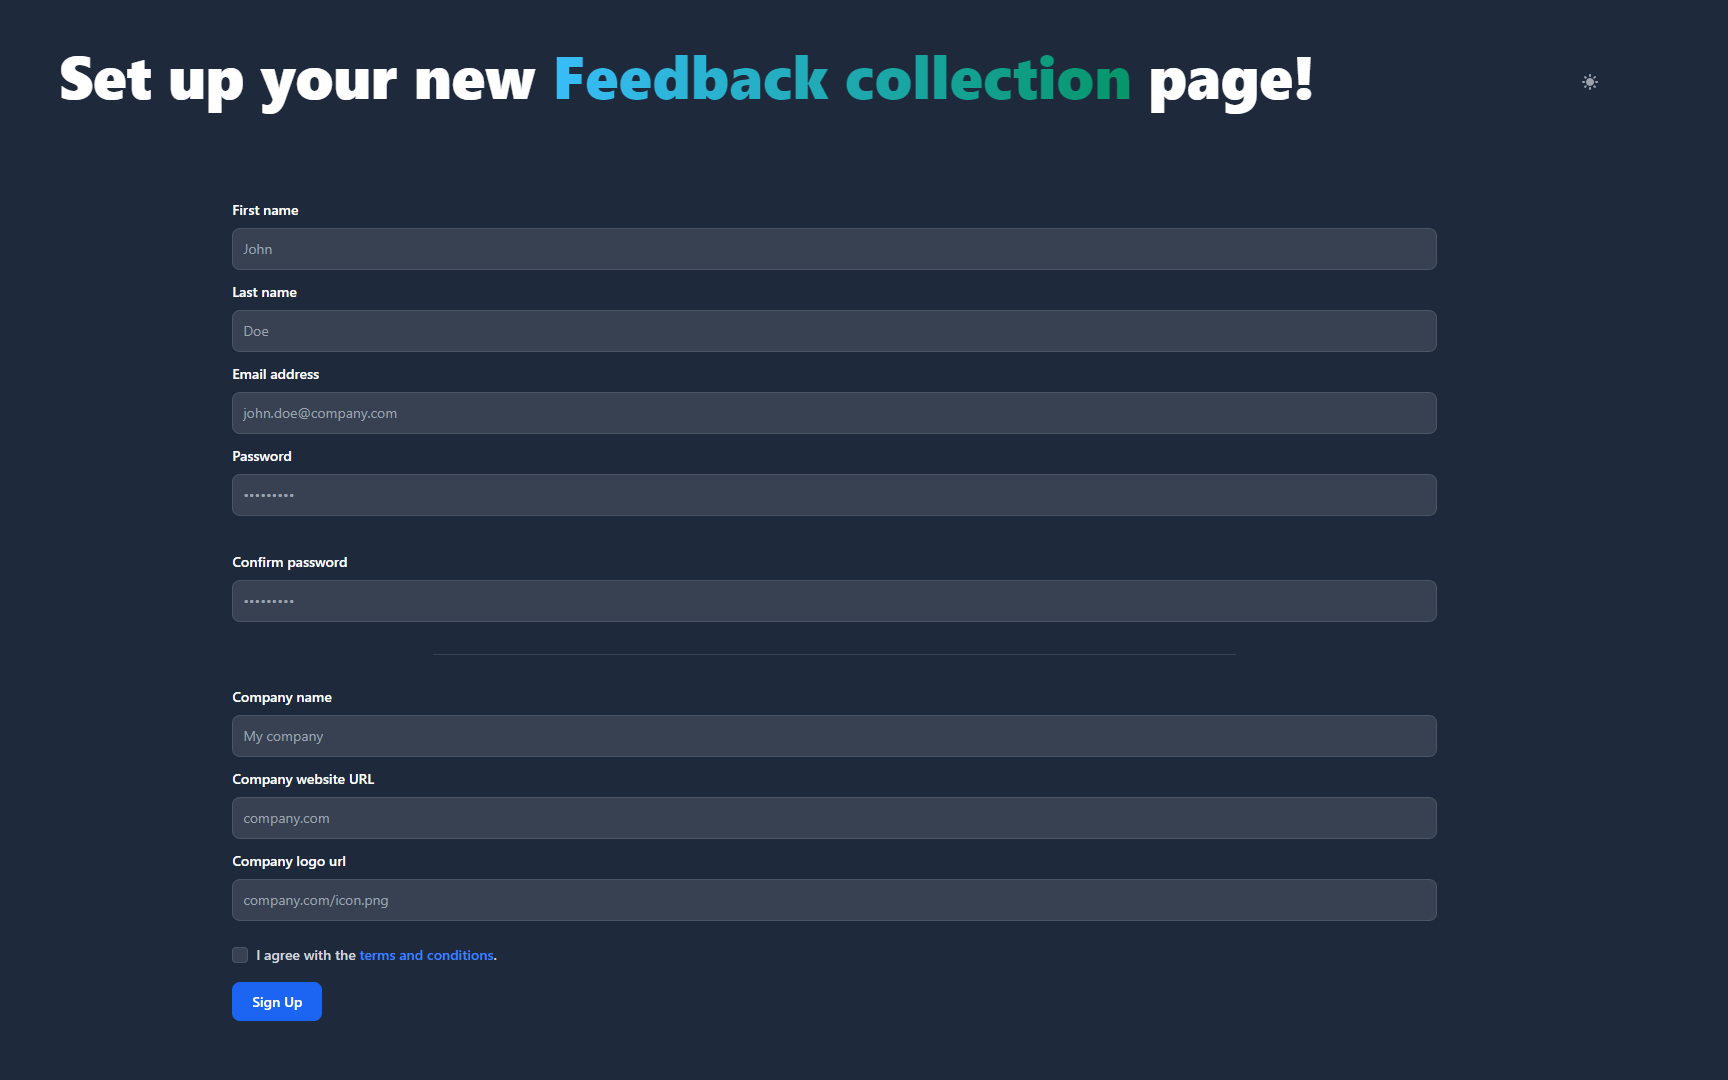 Set up your new Feedback collection page!
First name
John
Last name
Doe
Email address
john.doe@company.com
Password
•••••••••
Confirm password
•••••••••
Company name
My company
Company website URL
company.com
Company logo url
company.com/icon.png
I agree with the terms and conditions.
Sign Up